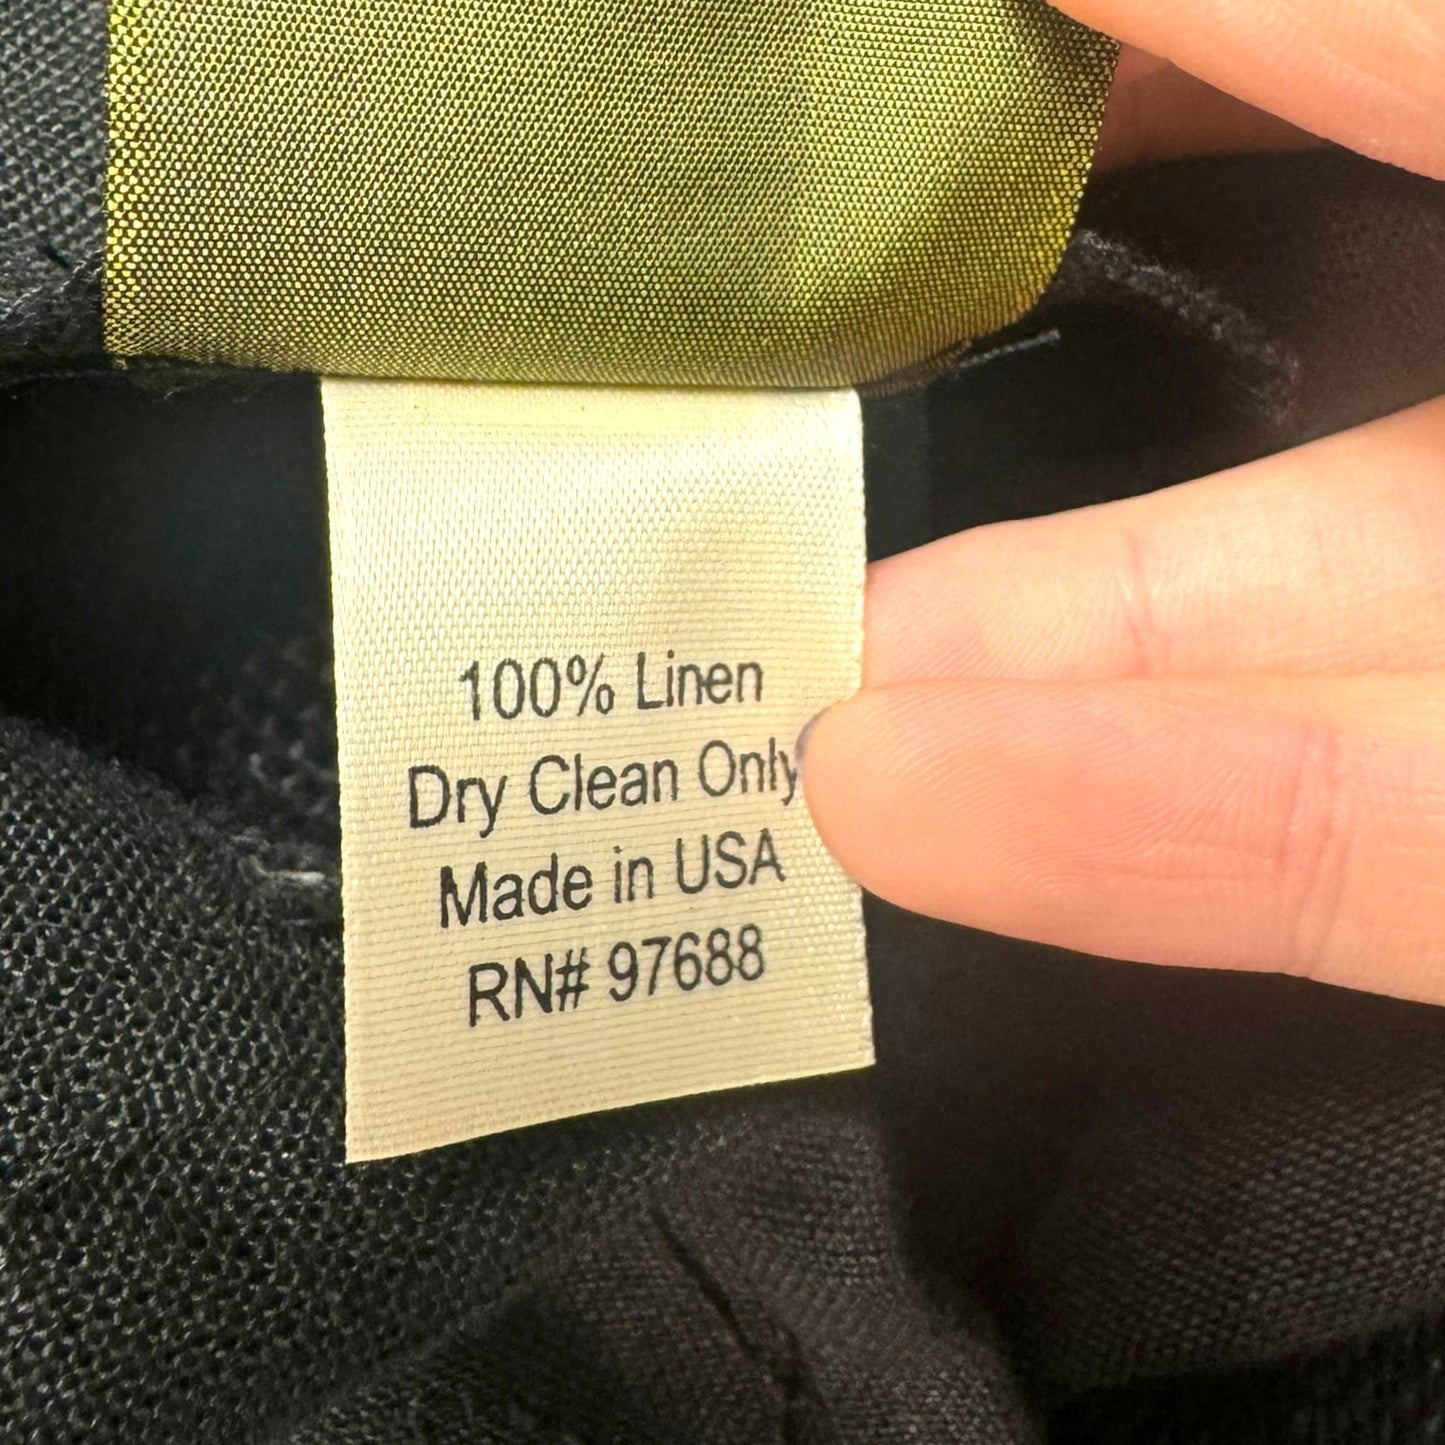 100% Linen
Dry Clean Only
Made in USA
RN# 97688